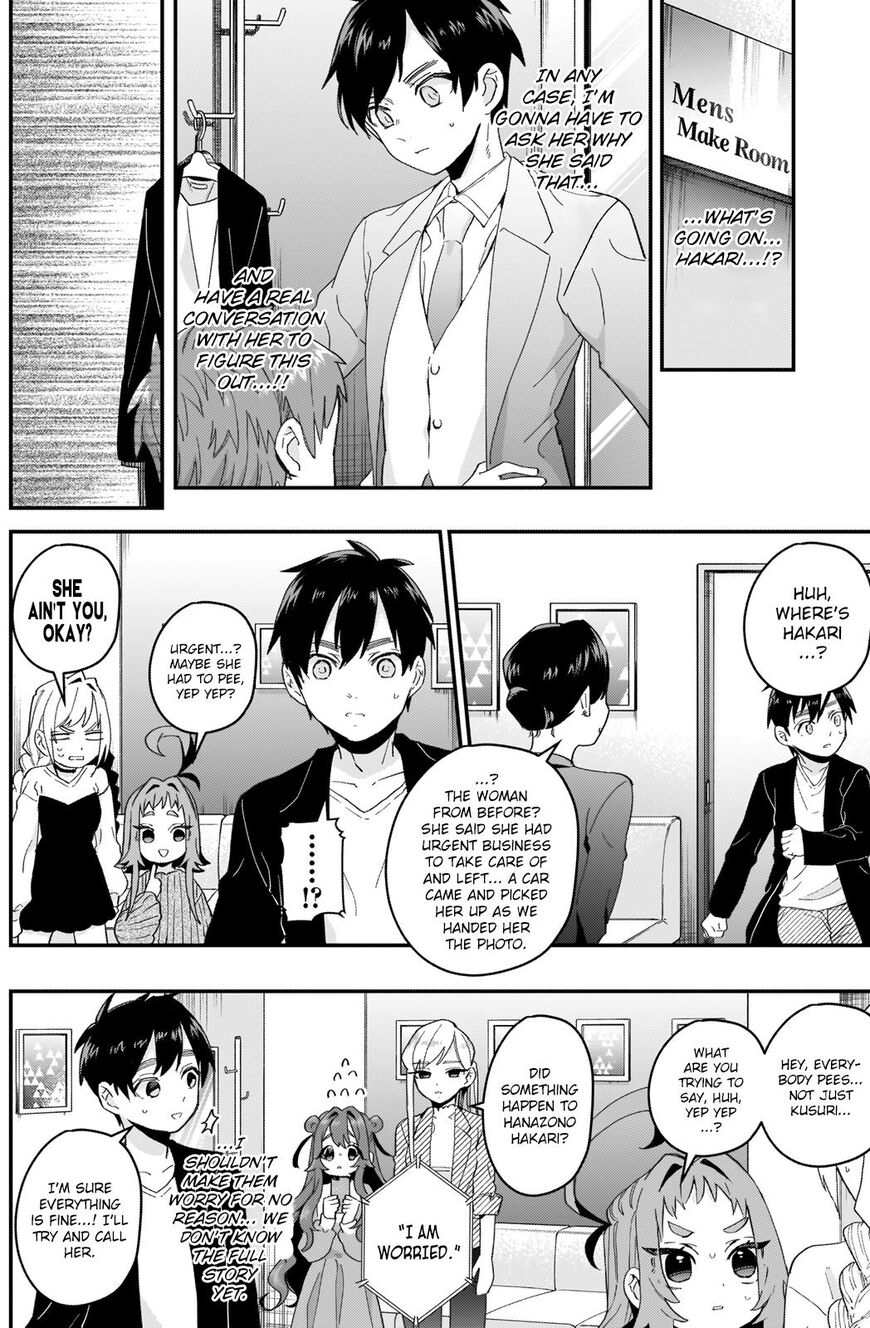 Mens
Make Room
...WHAT'S
GOING ON...
HAKARI...!?
IN ANY
CASE, I'M
GONNA HAVE TO
ASK HER WHY
SHE SAID
THAT...
AND
HAVE A REAL
CONVERSATION
WITH HER TO
FIGURE THIS
OUT...!!
HUH,
WHERE'S
HAKARI
...?
...?
THE WOMAN
FROM BEFORE?
SHE SAID SHE HAD
URGENT BUSINESS
TO TAKE CARE OF
AND LEFT... A CAR
CAME AND PICKED
HER UP AS WE
HANDED HER
THE PHOTO.
......!?
URGENT...?
MAYBE SHE
HAD TO PEE,
YEP YEP?
SHE
AIN'T YOU,
OKAY?
HEY, EVERY-
BODY PEES...
NOT JUST
KUSURI...
WHAT
ARE YOU
TRYING TO
SAY, HUH,
YEP YEP
...?
DID
SOMETHING
HAPPEN TO
HANAZONO
HAKARI?
"I AM
WORRIED."
...I
SHOULDN'T
MAKE THEM
WORRY FOR NO
REASON... WE
DON'T KNOW
THE FULL
STORY
YET.
I'M SURE
EVERYTHING
IS FINE...! I'LL
TRY AND CALL
HER.